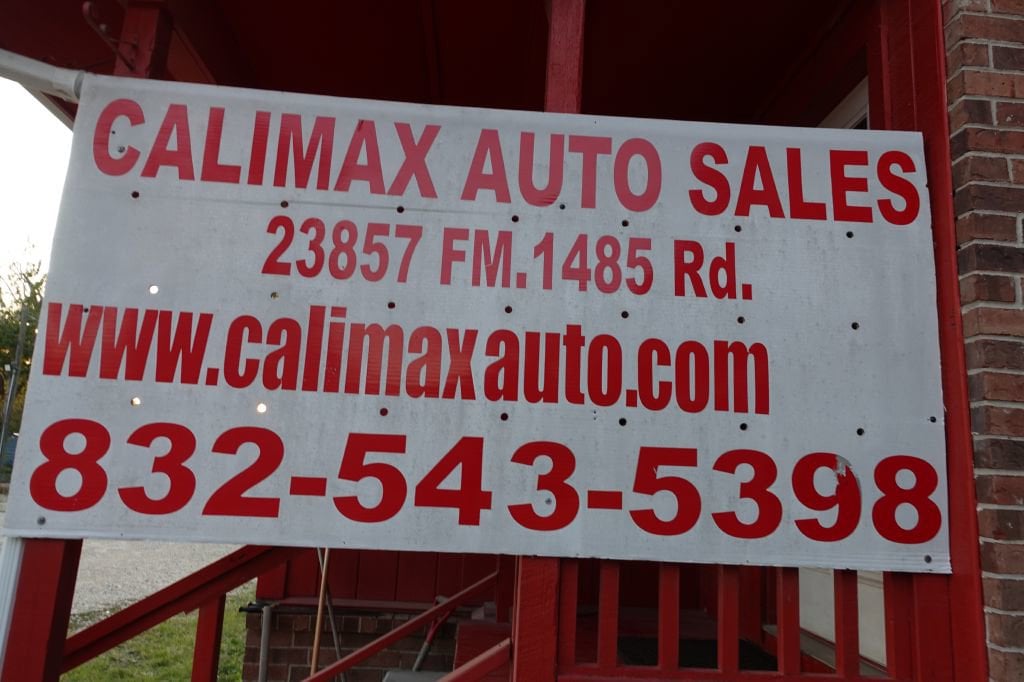 CALIMAX AUTO SALES
23857 FM.1485 Rd.
www.calimaxauto.com
832-543-5398